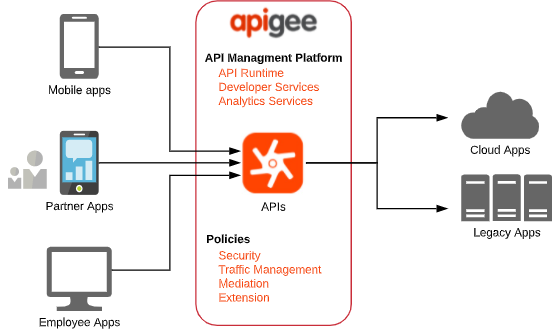 apigee
API Managment Platform
API Runtime
Developer Services
Analytics Services
Mobile apps
Partner Apps
Employee Apps
APIs
Cloud Apps
Legacy Apps
Policies
Security
Traffic Management
Mediation
Extension